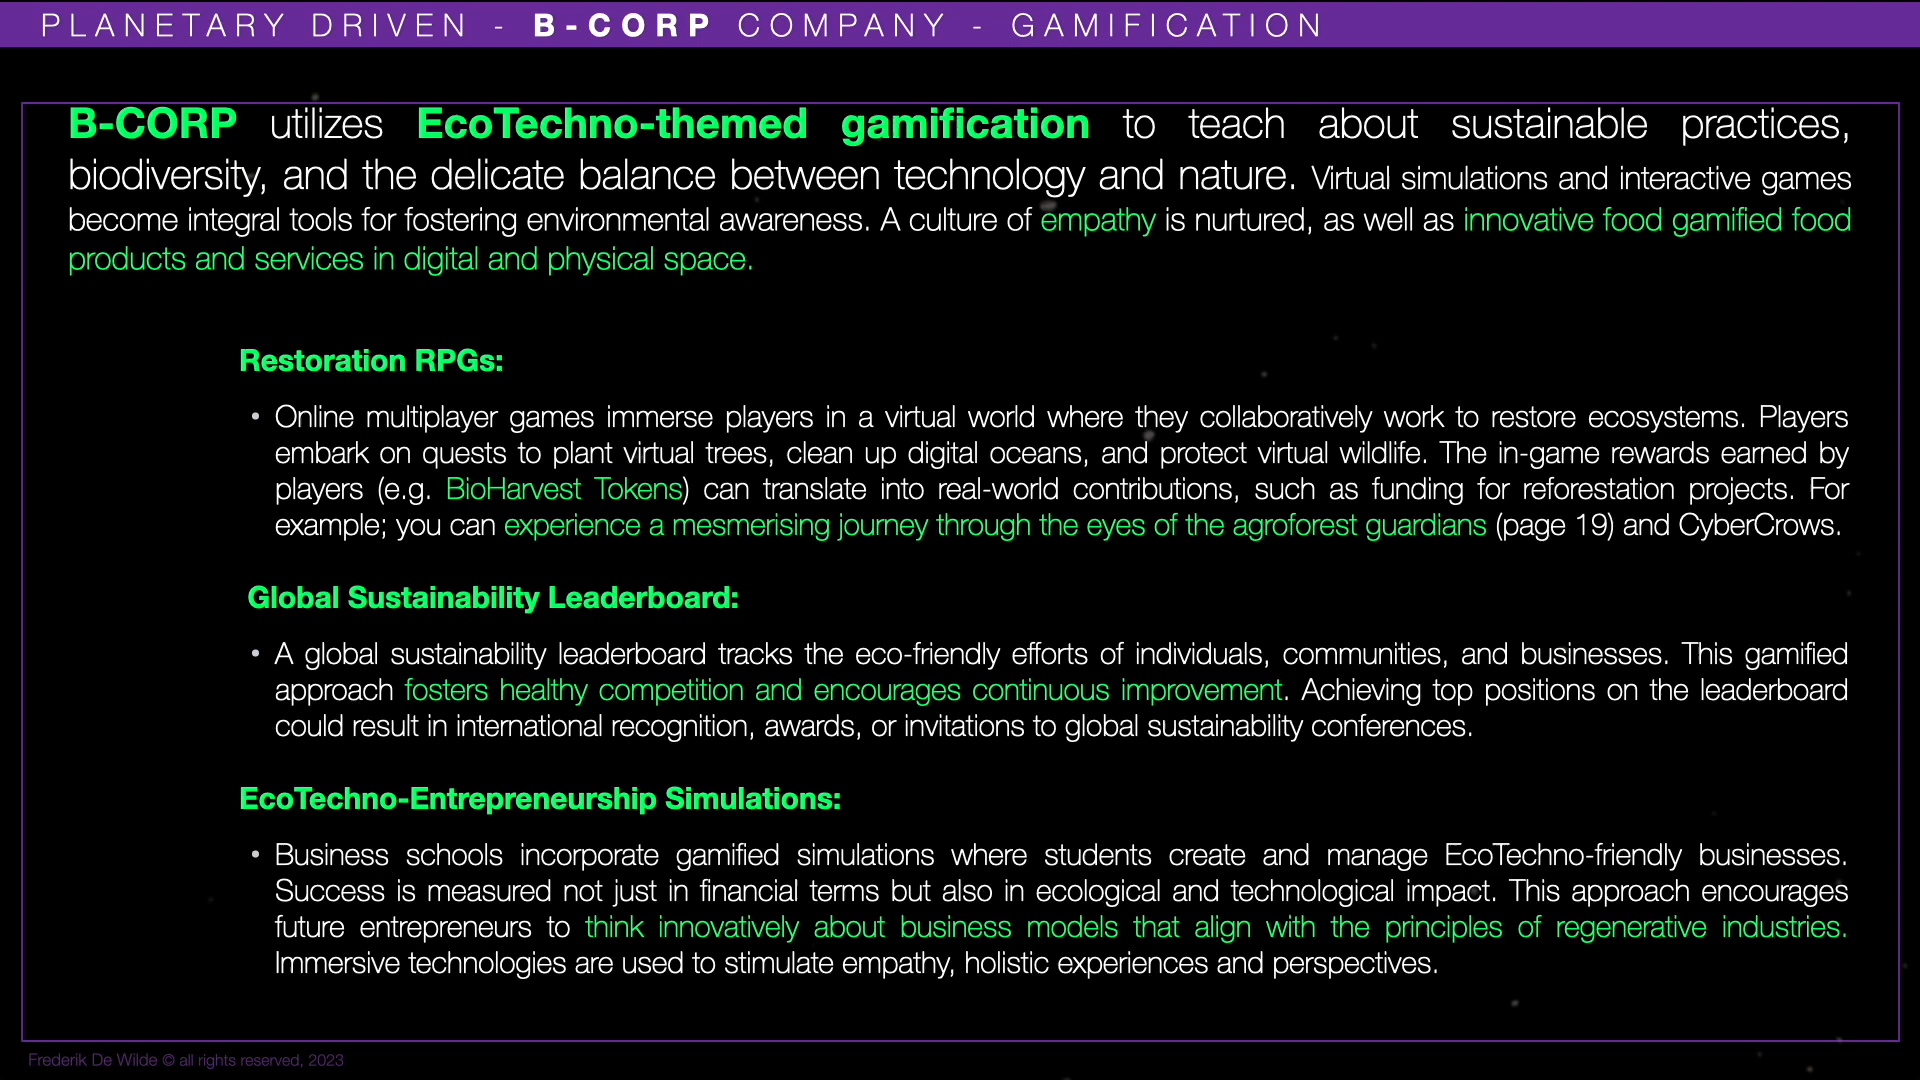 PLANETARY DRIVEN - B-CORP COMPANY - GAMIFICATION
B-CORP utilizes EcoTechno-themed gamification to teach about sustainable practices,
biodiversity, and the delicate balance between technology and nature. Virtual simulations and interactive games
become integral tools for fostering environmental awareness. A culture of empathy is nurtured, as well as innovative food gamified food
products and services in digital and physical space.
Restoration RPGs:
• Online multiplayer games immerse players in a virtual world where they collaboratively work to restore ecosystems. Players
embark on quests to plant virtual trees, clean up digital oceans, and protect virtual wildlife. The in-game rewards earned by
players (e.g. BioHarvest Tokens) can translate into real-world contributions, such as funding for reforestation projects. For
example; you can experience a mesmerising journey through the eyes of the agroforest guardians (page 19) and CyberCrows.
Global Sustainability Leaderboard:
• A global sustainability leaderboard tracks the eco-friendly efforts of individuals, communities, and businesses. This gamified
approach fosters healthy competition and encourages continuous improvement. Achieving top positions on the leaderboard
could result in international recognition, awards, or invitations to global sustainability conferences.
EcoTechno-Entrepreneurship Simulations:
• Business schools incorporate gamified simulations where students create and manage EcoTechno-friendly businesses.
Success is measured not just in financial terms but also in ecological and technological impact. This approach encourages
future entrepreneurs to think innovatively about business models that align with the principles of regenerative industries.
Immersive technologies are used to stimulate empathy, holistic experiences and perspectives.
Frederik De Wilde © all rights reserved, 2023